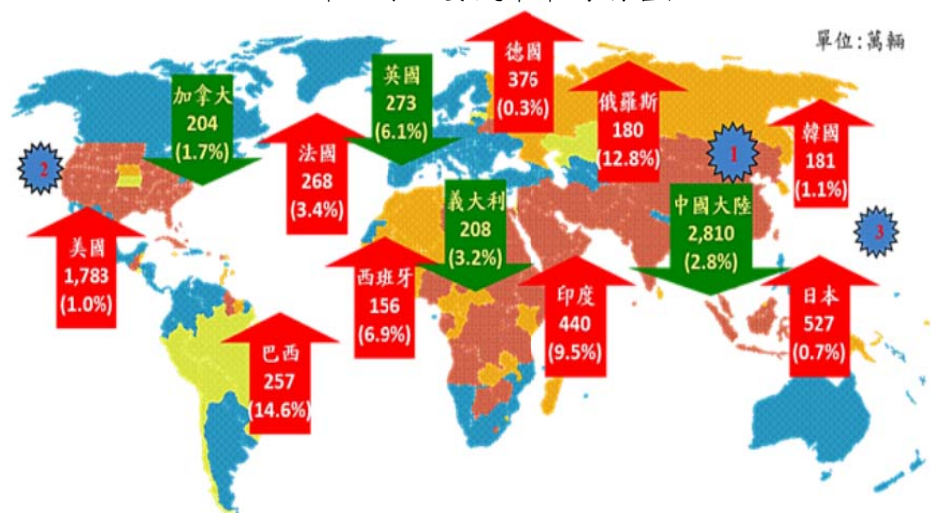 單位:萬輛
德國
376
(0.3%)
英國
273
(6.1%)
俄羅斯
180
(12.8%)
加拿大
204
(1.7%)
韓國
181
(1.1%)
法國
268
(3.4%)
1
2
義大利
208
(3.2%)
中國大陸
2,810
(2.8%)
3
美國
1,783
(1.0%)
西班牙
156
(6.9%)
印度
440
(9.5%)
日本
527
(0.7%)
巴西
257
(14.6%)